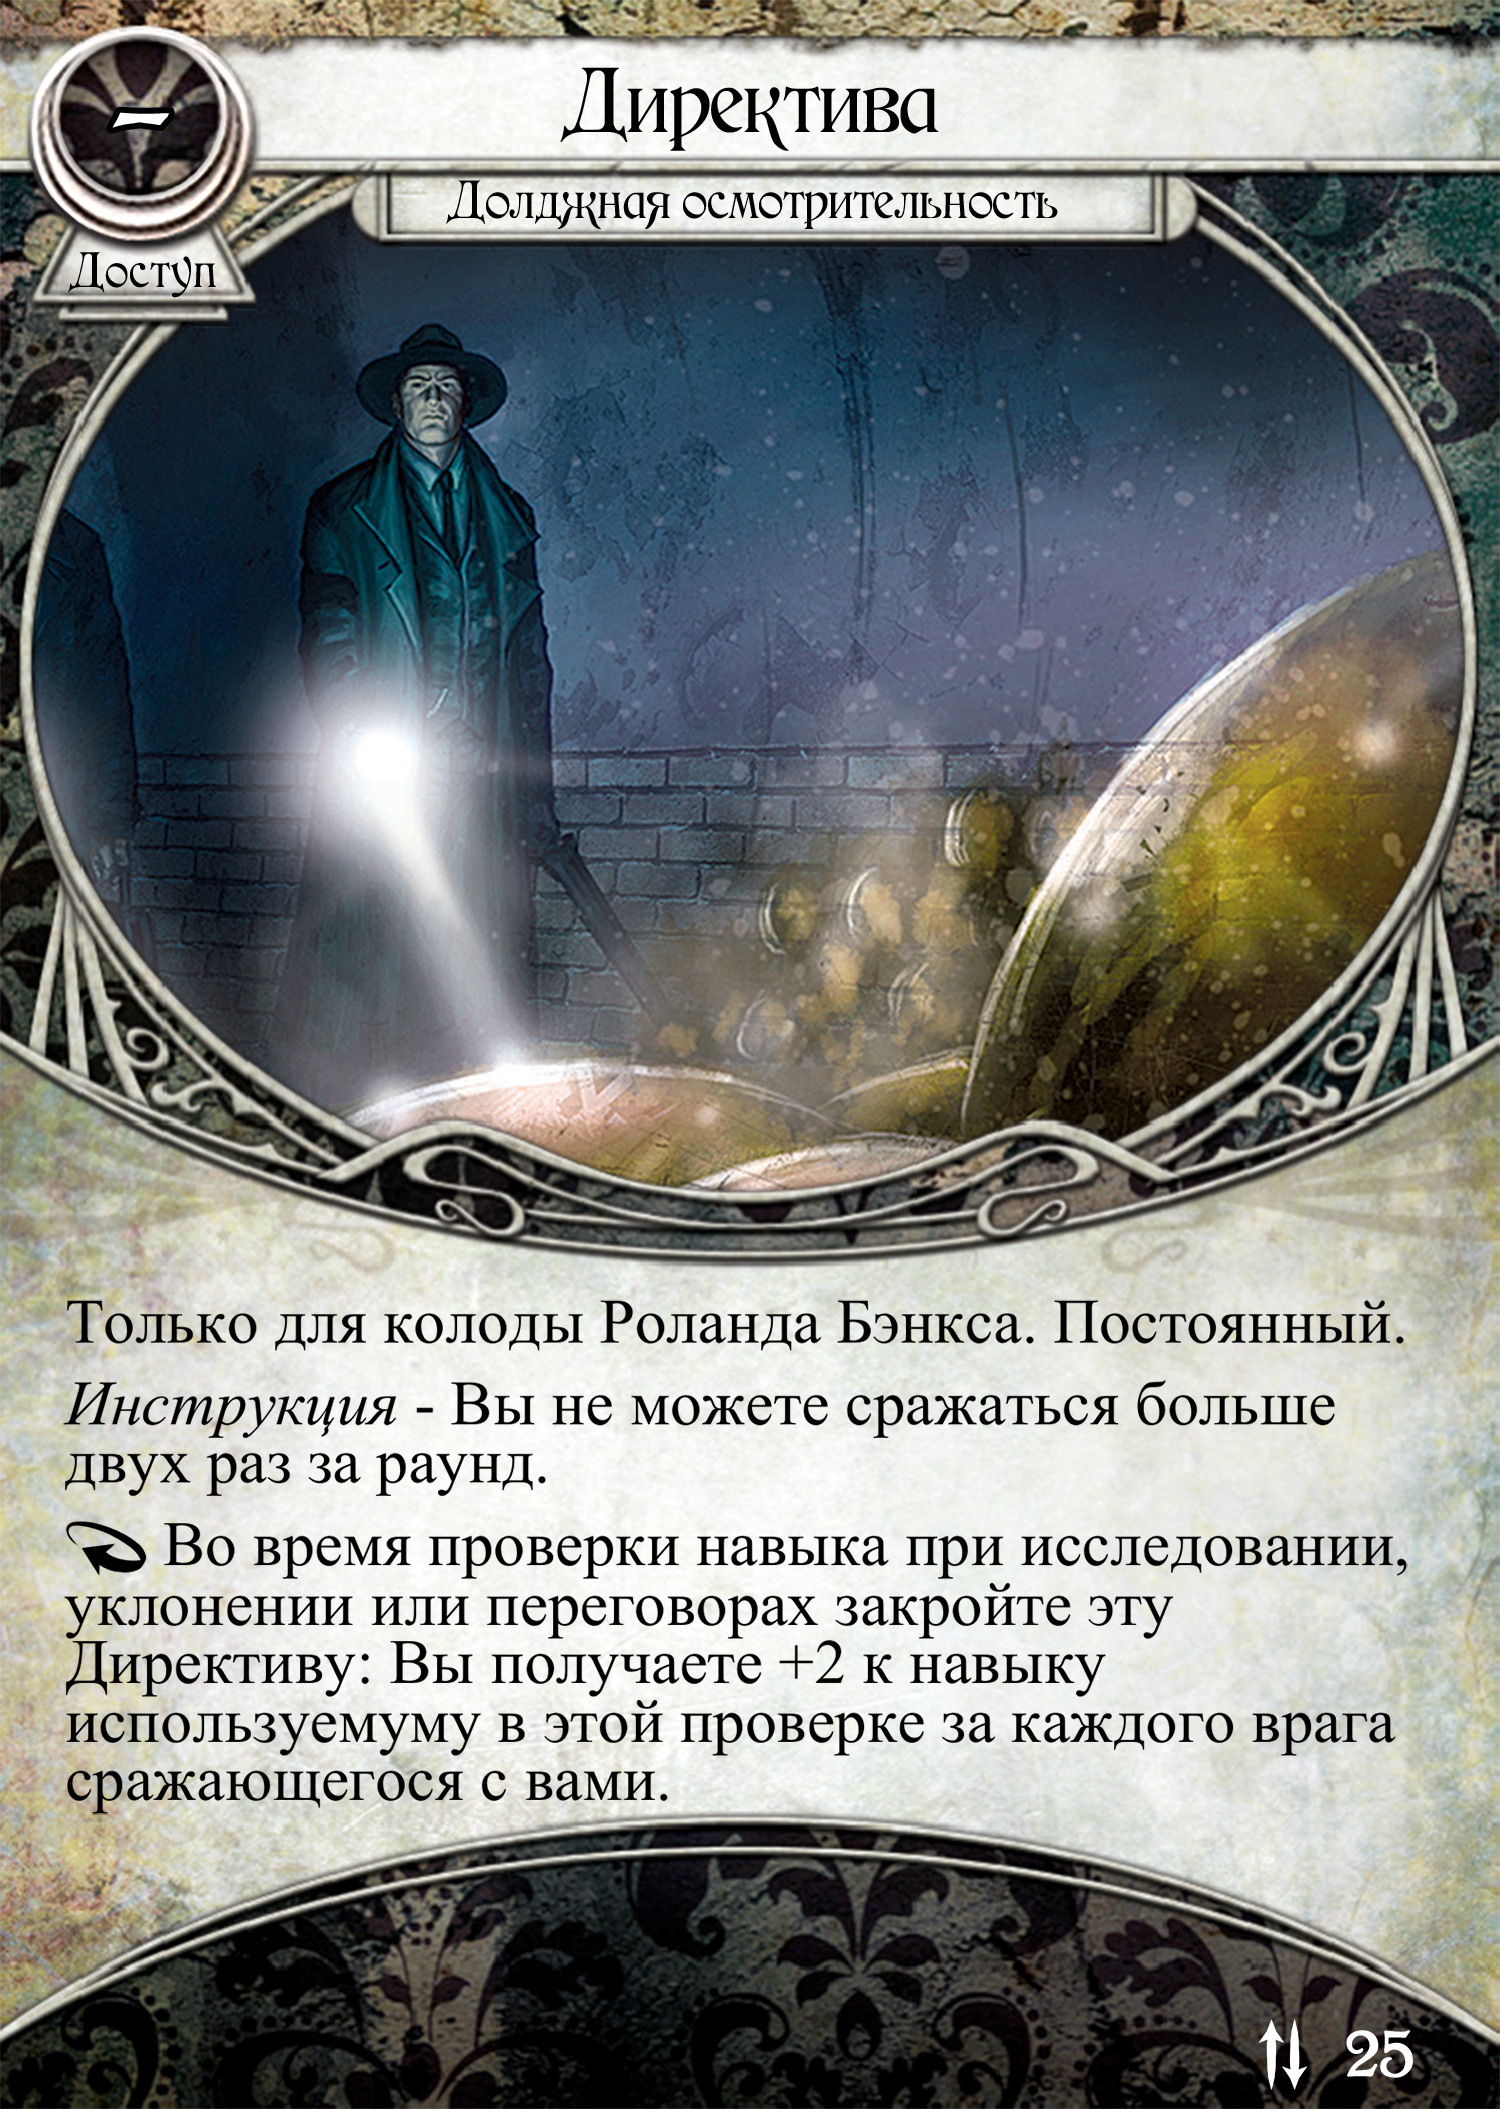 -
Директива
Должная осмотрительность
Доступ
Только для колоды Роланда Бэнкса. Постоянный.
Инструкция - Вы не можете сражаться больше
двух раз за раунд.
Во время проверки навыка при исследовании,
уклонении или переговорах закройте эту
Директиву: Вы получаете +2 к навыку
используемуму в этой проверке за каждого врага
сражающегося с вами.
25